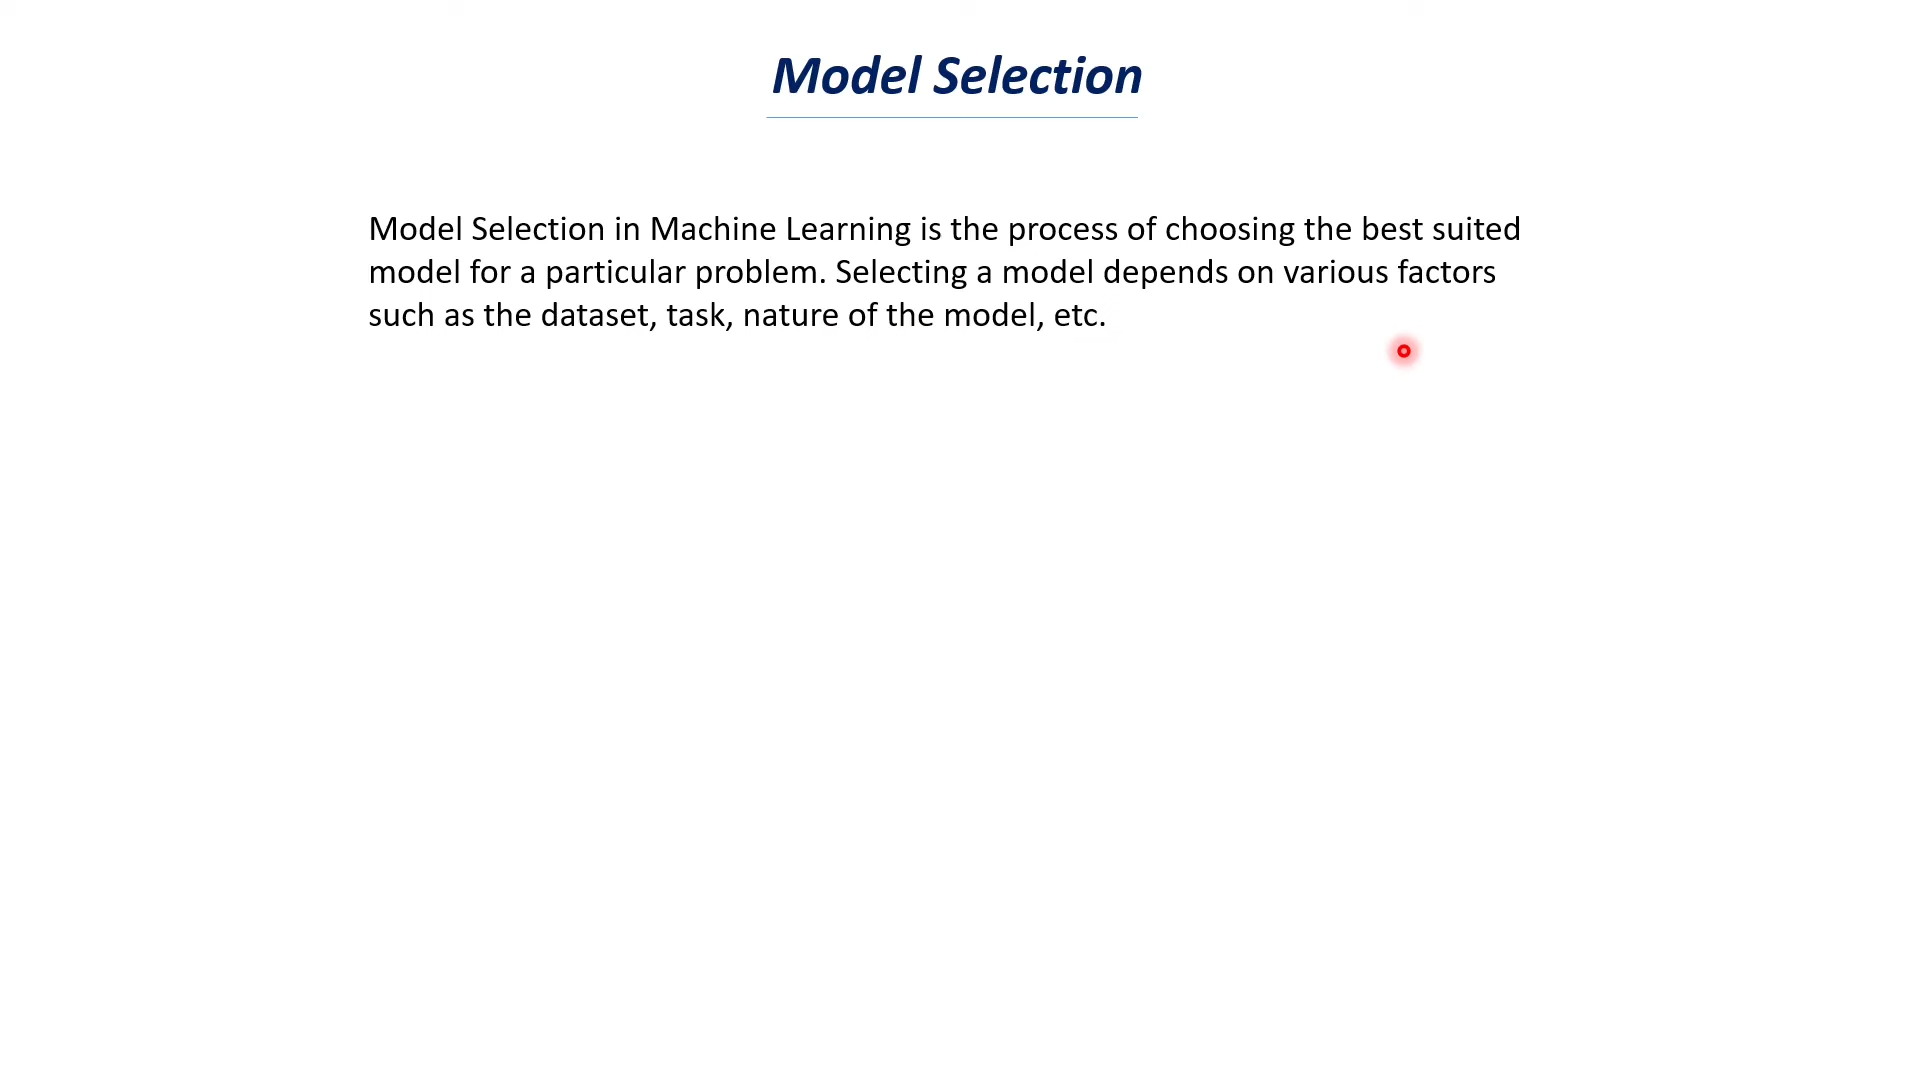 Model Selection
Model Selection in Machine Learning is the process of choosing the best suited
model for a particular problem. Selecting a model depends on various factors
such as the dataset, task, nature of the model, etc.